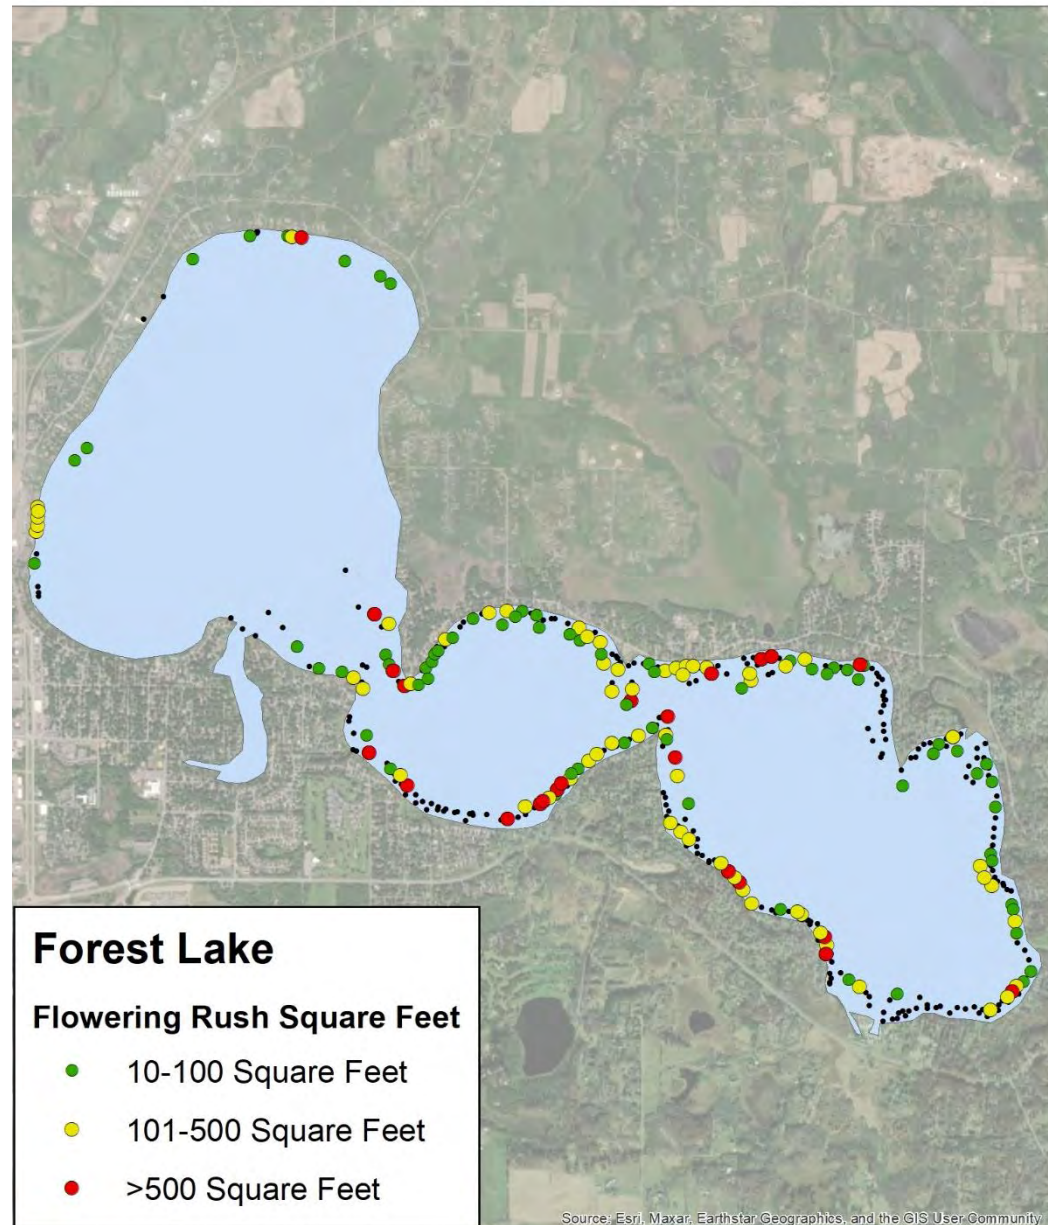 Forest Lake
Flowering Rush Square Feet
10-100 Square Feet
101-500 Square Feet
>500 Square Feet
Source: Esri, Maxar, Earthstar Geographics, and the GIS User Community